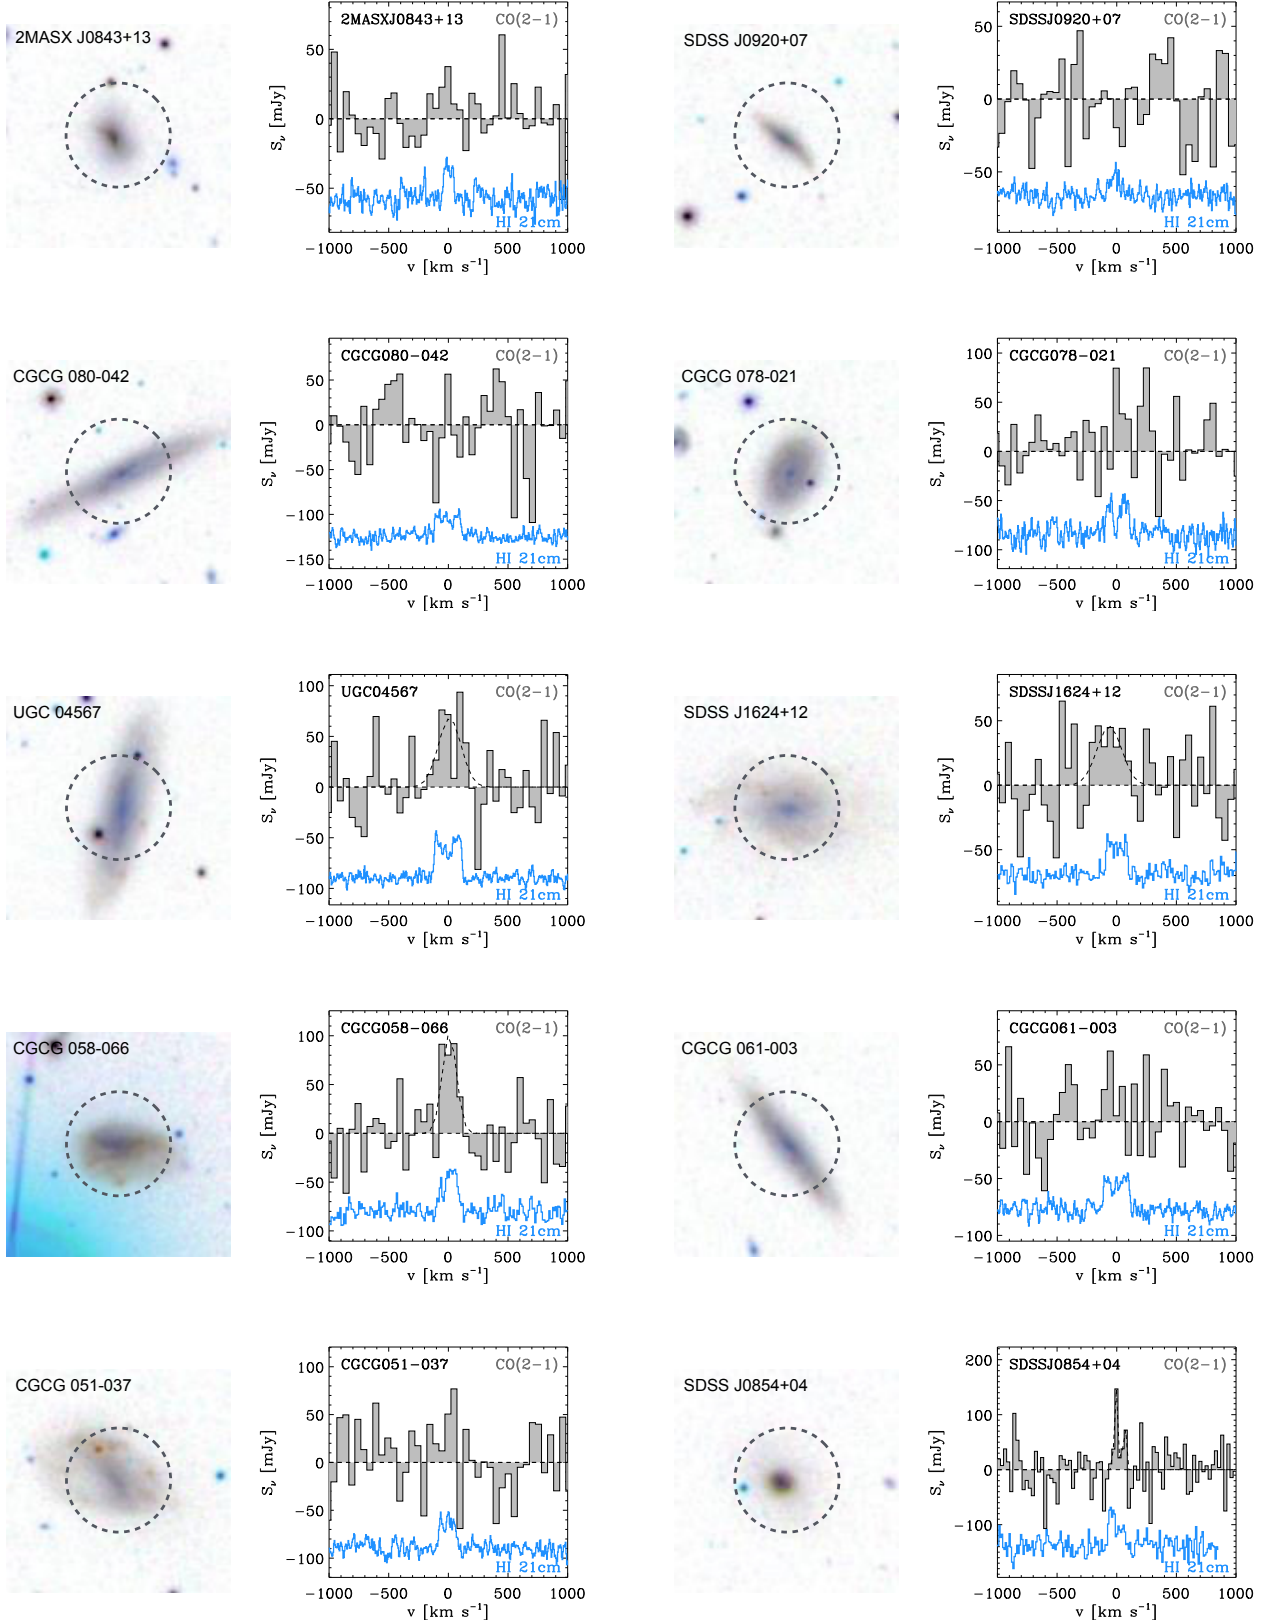 2MASX J0843+13
2MASXJ0843+13 CO(2-1)
50
0
-50
HI 21cm
-1000 -500 0 500 1000
v [km s⁻¹]
Sν [mJy]
SDSS J0920+07
SDSSJ0920+07 CO(2-1)
50
0
-50
HI 21cm
-1000 -500 0 500 1000
v [km s⁻¹]
Sν [mJy]
CGCG 080-042
CGCG080-042 CO(2-1)
50
0
-50
-100
-150
HI 21cm
-1000 -500 0 500 1000
v [km s⁻¹]
Sν [mJy]
CGCG 078-021
CGCG078-021 CO(2-1)
100
50
0
-50
-100
HI 21cm
-1000 -500 0 500 1000
v [km s⁻¹]
Sν [mJy]
UGC 04567
UGC04567 CO(2-1)
100
50
0
-50
-100
HI 21cm
-1000 -500 0 500 1000
v [km s⁻¹]
Sν [mJy]
SDSS J1624+12
SDSSJ1624+12 CO(2-1)
50
0
-50
HI 21cm
-1000 -500 0 500 1000
v [km s⁻¹]
Sν [mJy]
CGCG 058-066
CGCG058-066 CO(2-1)
100
50
0
-50
-100
HI 21cm
-1000 -500 0 500 1000
v [km s⁻¹]
Sν [mJy]
CGCG 061-003
CGCG061-003 CO(2-1)
50
0
-50
-100
HI 21cm
-1000 -500 0 500 1000
v [km s⁻¹]
Sν [mJy]
CGCG 051-037
CGCG051-037 CO(2-1)
100
50
0
-50
-100
HI 21cm
-1000 -500 0 500 1000
v [km s⁻¹]
Sν [mJy]
SDSS J0854+04
SDSSJ0854+04 CO(2-1)
200
100
0
-100
HI 21cm
-1000 -500 0 500 1000
v [km s⁻¹]
Sν [mJy]